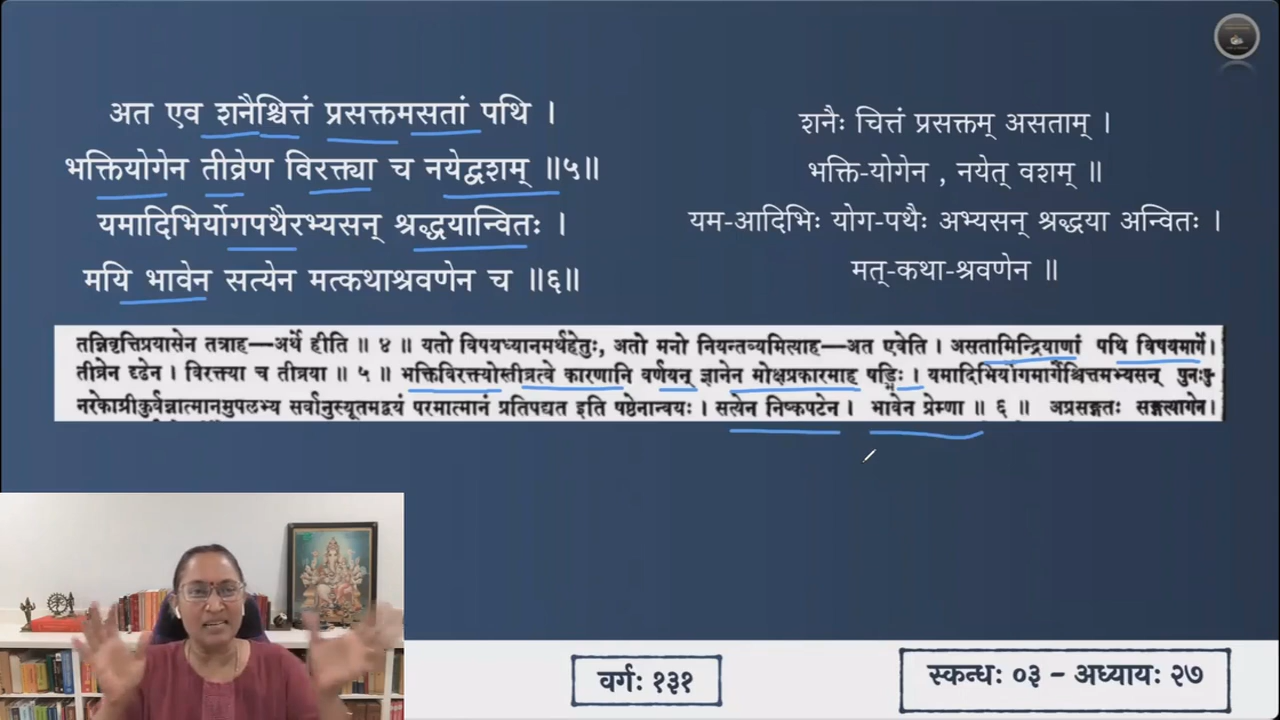 अत एव शनैश्चित्तं प्रसक्तमसतां पथि ।
भक्तियोगेन तीव्रेण विरक्त्या च नयेद्वशम् ॥५॥
यमादिभिर्योगपथैरभ्यसन् श्रद्धयान्वितः ।
मयि भावेन सत्येन मत्कथाश्रवणेन च ॥६॥
शनैः चित्तं प्रसक्तम् असताम् ।
भक्ति-योगेन , नयेत् वशम् ॥
यम-आदिभिः योग-पथैः अभ्यसन् श्रद्धया अन्वितः ।
मत्-कथा-श्रवणेन ॥
तन्निवृत्तिप्रयासेन तत्राह—अर्थे हीति ॥ ४ ॥ यतो विषयध्यानमर्थहेतुः, अतो मनो नियन्तव्यमित्याह—अत एवेति । असतामिन्द्रियाणां पथि विषयमार्गे।
तीव्रेन दृढेन । विरक्त्या च तीव्रया ॥ ५ ॥ भक्तिविरक्त्योस्तीव्रत्वे कारणानि वर्णयन् ज्ञानेन मोक्षप्रकारमाह षड्भिः । यमादिभिर्योगमार्गैश्चित्तमभ्यसन् पुनःपु
नरेकाग्रीकुर्वन्नात्मानमुपलभ्य सर्वानुस्यूतमद्वयं परमात्मानं प्रतिपद्यत इति षष्ठेनान्वयः । सत्येन निष्कपटेन । भावेन प्रेम्णा ॥ ६ ॥ अप्रसङ्गतः सङ्गत्यागेन।
वर्गः १३१
स्कन्धः ०३ – अध्यायः २७